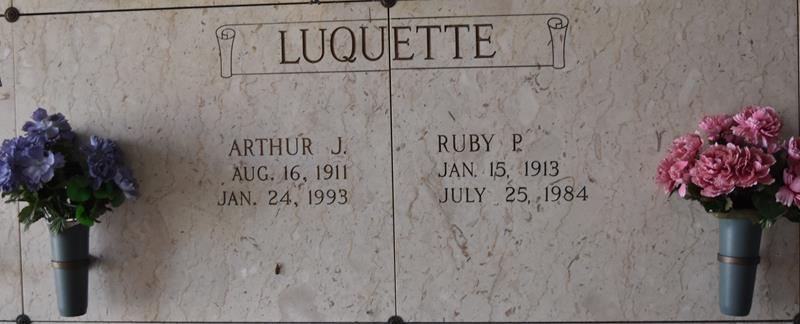 LUQUETTE
ARTHUR J.
AUG. 16, 1911
JAN. 24, 1993
RUBY P.
JAN. 15, 1913
JULY 25, 1984